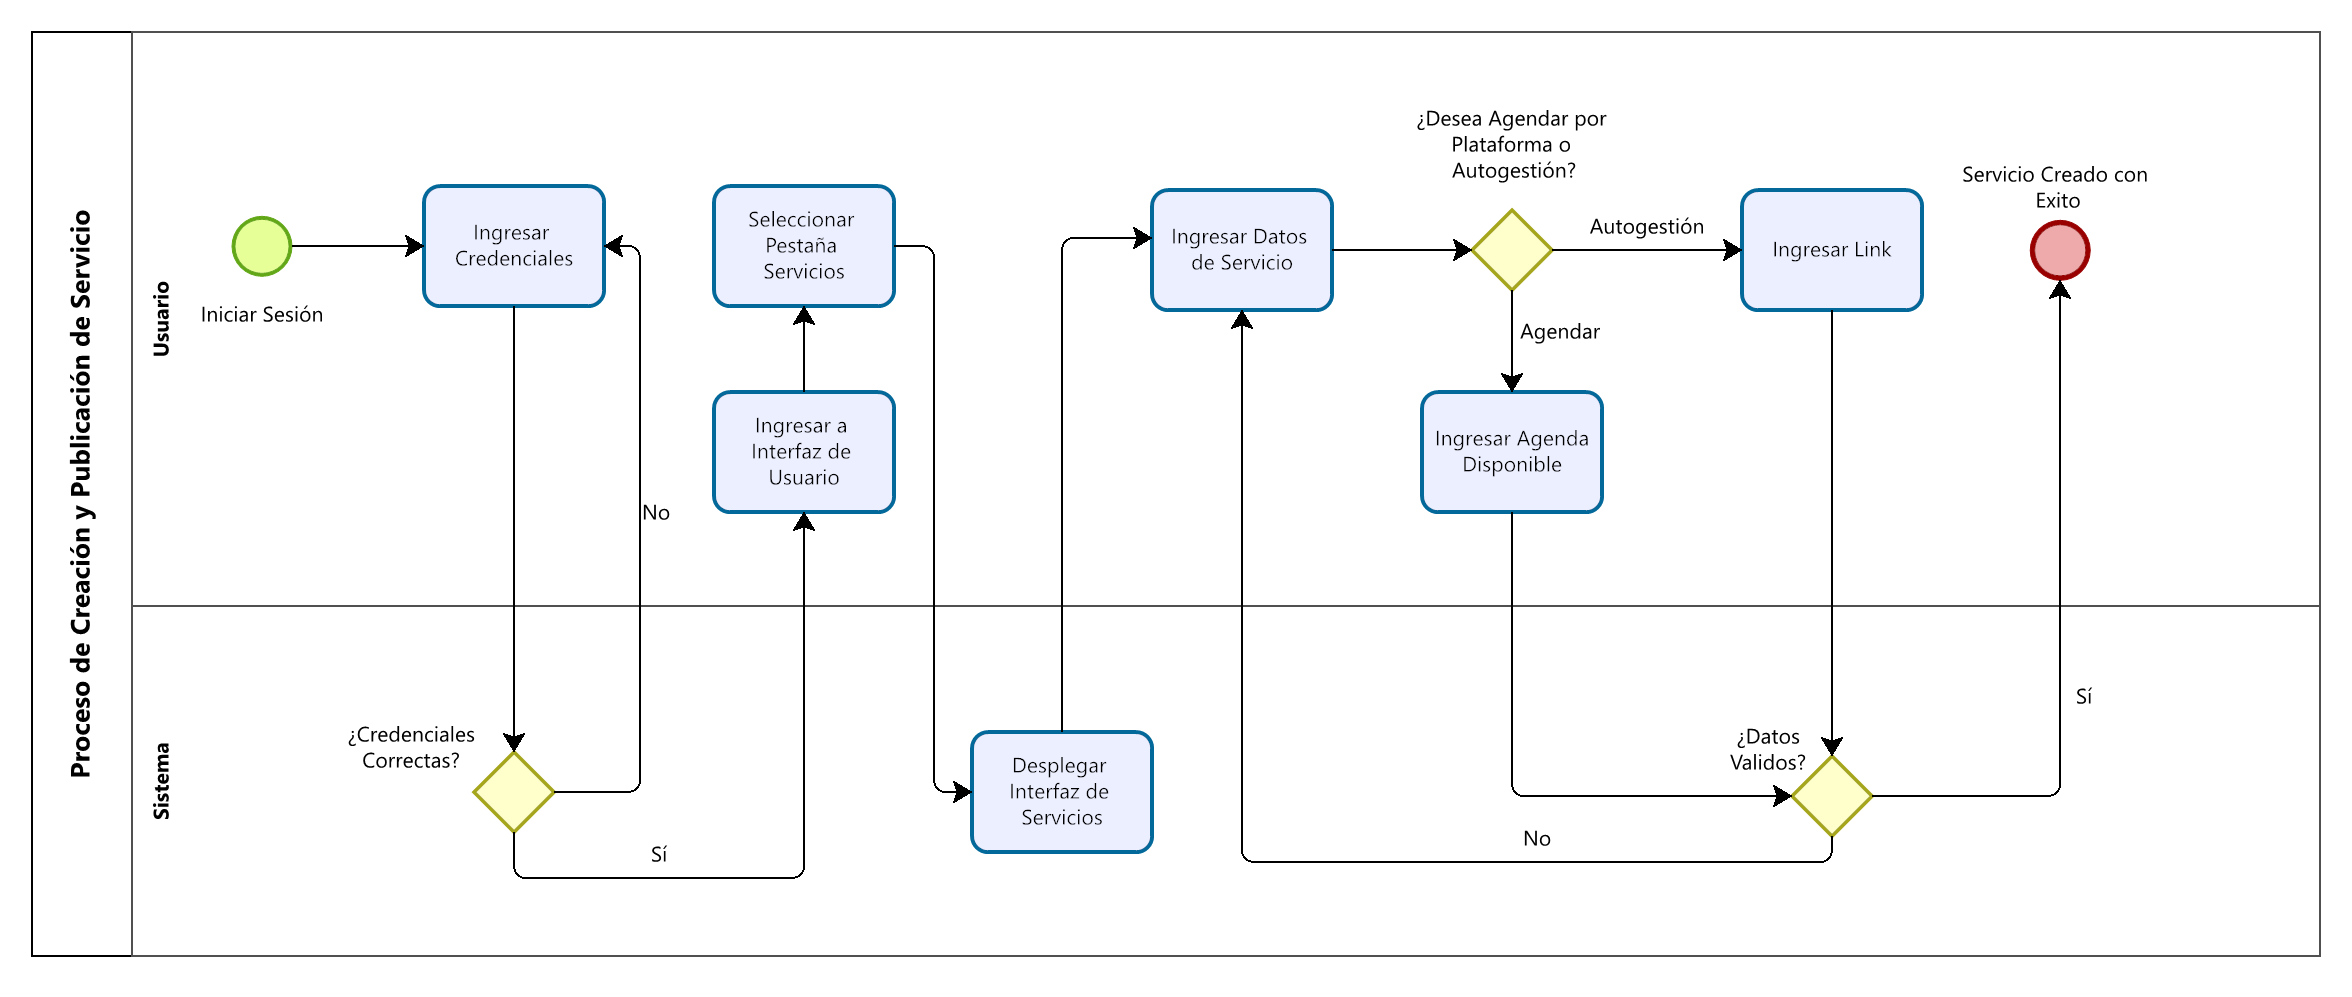 Proceso de Creación y Publicación de Servicio
Usuario
Iniciar Sesión
Ingresar
Credenciales
No
Seleccionar
Pestaña
Servicios
Ingresar a
Interfaz de
Usuario
Ingresar Datos
de Servicio
¿Desea Agendar por
Plataforma o
Autogestión?
Autogestión
Agendar
Ingresar Agenda
Disponible
Ingresar Link
Servicio Creado con
Exito
Sistema
¿Credenciales
Correctas?
Sí
Desplegar
Interfaz de
Servicios
¿Datos
Validos?
No
Sí